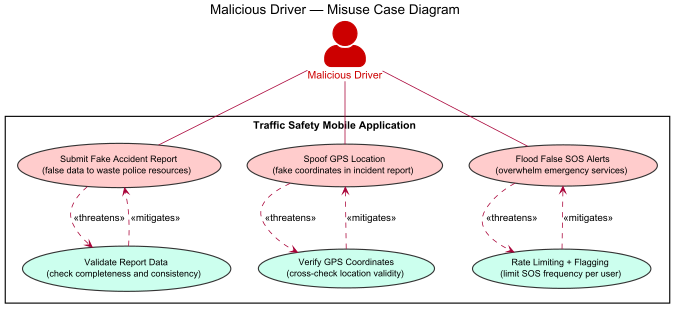 Malicious Driver — Misuse Case Diagram
Malicious Driver
Traffic Safety Mobile Application
Submit Fake Accident Report
(false data to waste police resources)
Spoof GPS Location
(fake coordinates in incident report)
Flood False SOS Alerts
(overwhelm emergency services)
«threatens»
«mitigates»
«threatens»
«mitigates»
«threatens»
«mitigates»
Validate Report Data
(check completeness and consistency)
Verify GPS Coordinates
(cross-check location validity)
Rate Limiting + Flagging
(limit SOS frequency per user)